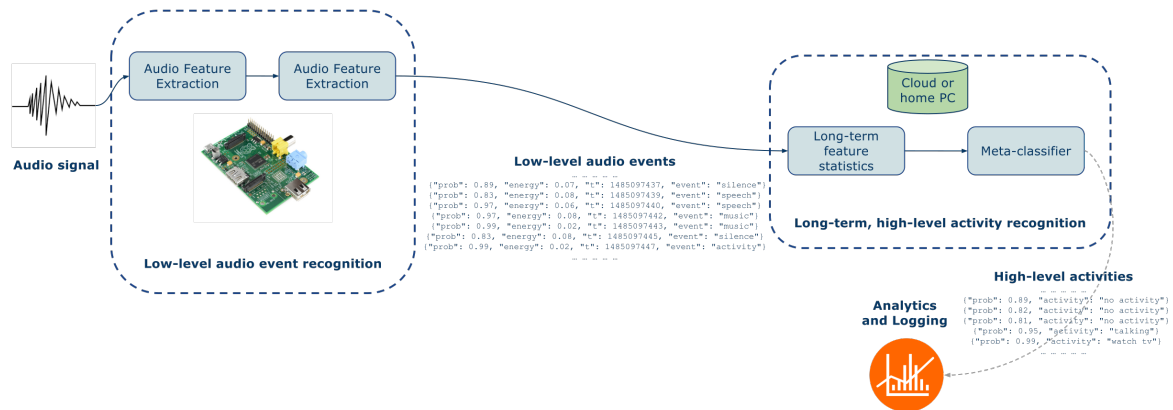 Audio Feature
Extraction
Audio Feature
Extraction
Audio signal
Low-level audio event recognition
Low-level audio events
... ... ... ... ...
{"prob": 0.89, "energy": 0.07, "t": 1485097437, "event": "silence"}
{"prob": 0.83, "energy": 0.08, "t": 1485097439, "event": "speech"}
{"prob": 0.97, "energy": 0.06, "t": 1485097440, "event": "speech"}
{"prob": 0.97, "energy": 0.08, "t": 1485097442, "event": "music"}
{"prob": 0.99, "energy": 0.02, "t": 1485097443, "event": "music"}
{"prob": 0.83, "energy": 0.08, "t": 1485097445, "event": "silence"}
{"prob": 0.99, "energy": 0.02, "t": 1485097447, "event": "activity"}
... ... ... ... ...
Cloud or
home PC
Long-term
feature
statistics
Meta-classifier
Long-term, high-level activity recognition
High-level activities
... ... ... ... ...
{"prob": 0.89, "activity": "no activity"}
{"prob": 0.82, "activity": "no activity"}
{"prob": 0.81, "activity": "no activity"}
{"prob": 0.95, "activity": "talking"}
{"prob": 0.99, "activity": "watch tv"}
... ... ... ... ...
Analytics
and Logging